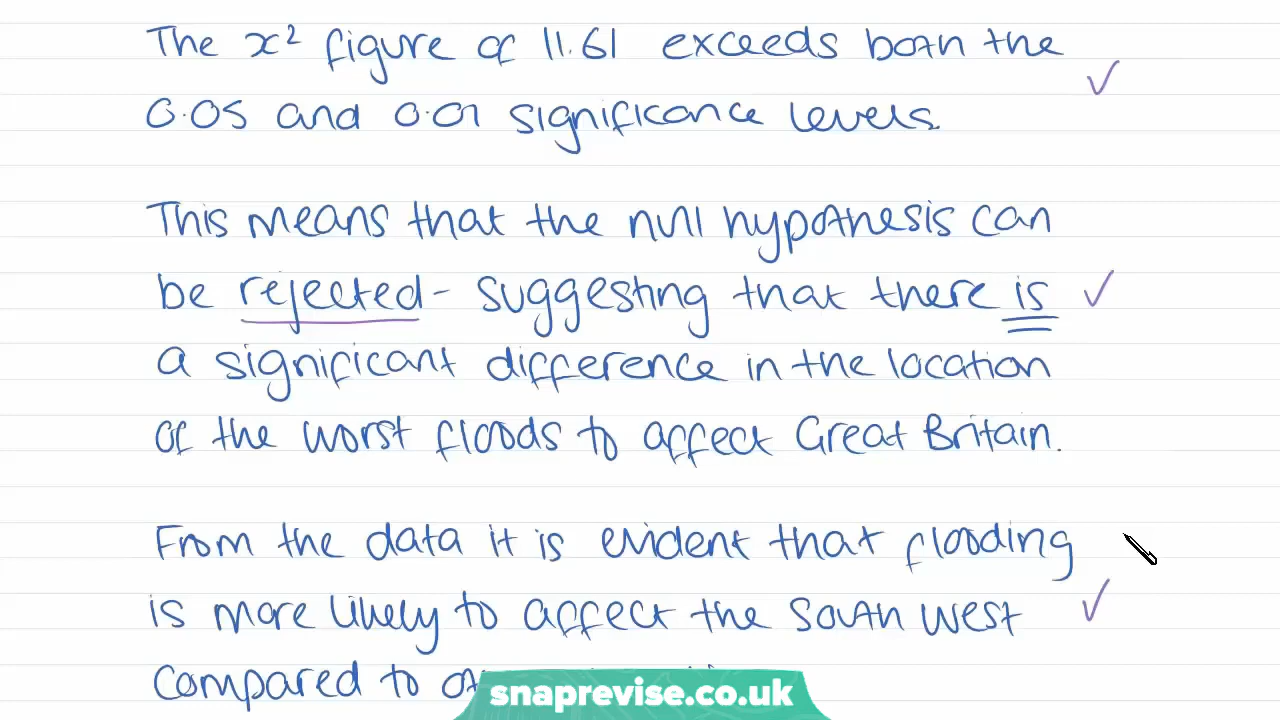 The x² figure of 11.61 exceeds both the
0.05 and 0.01 significance levels.
This means that the null hypothesis can
be rejected - suggesting that there is
a significant difference in the location
of the worst floods to affect Great Britain.
From the data it is evident that flooding
is more likely to affect the South West
compared to
snaprevise.co.uk